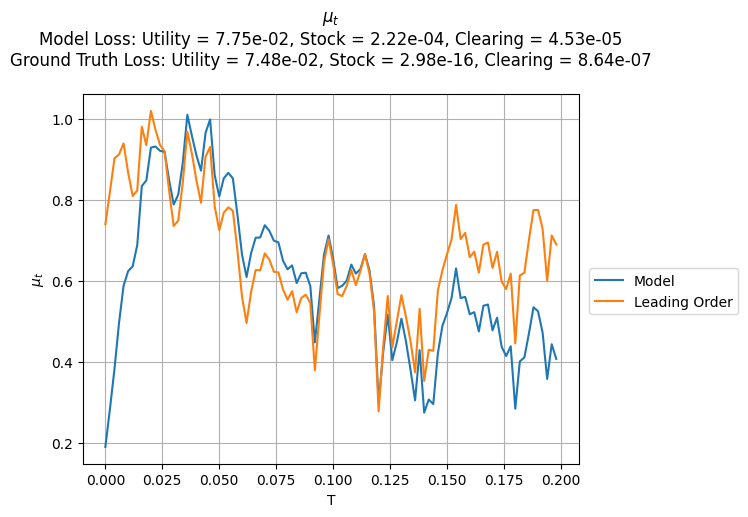 μt
Model Loss: Utility = 7.75e-02, Stock = 2.22e-04, Clearing = 4.53e-05
Ground Truth Loss: Utility = 7.48e-02, Stock = 2.98e-16, Clearing = 8.64e-07
1.0
0.8
0.6
0.4
0.2
μt
0.000 0.025 0.050 0.075 0.100 0.125 0.150 0.175 0.200
T
Model
Leading Order